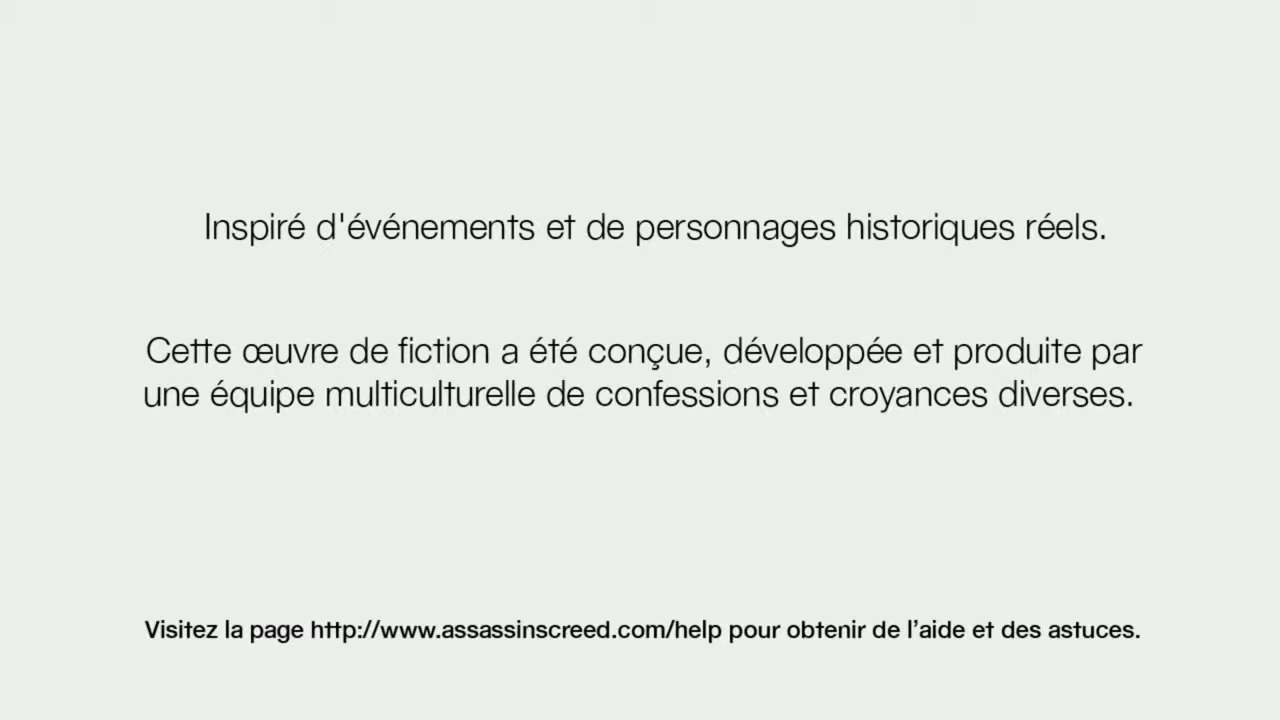 Inspiré d'événements et de personnages historiques réels.
Cette œuvre de fiction a été conçue, développée et produite par
une équipe multiculturelle de confessions et croyances diverses.
Visitez la page http://www.assassinscreed.com/help pour obtenir de l’aide et des astuces.